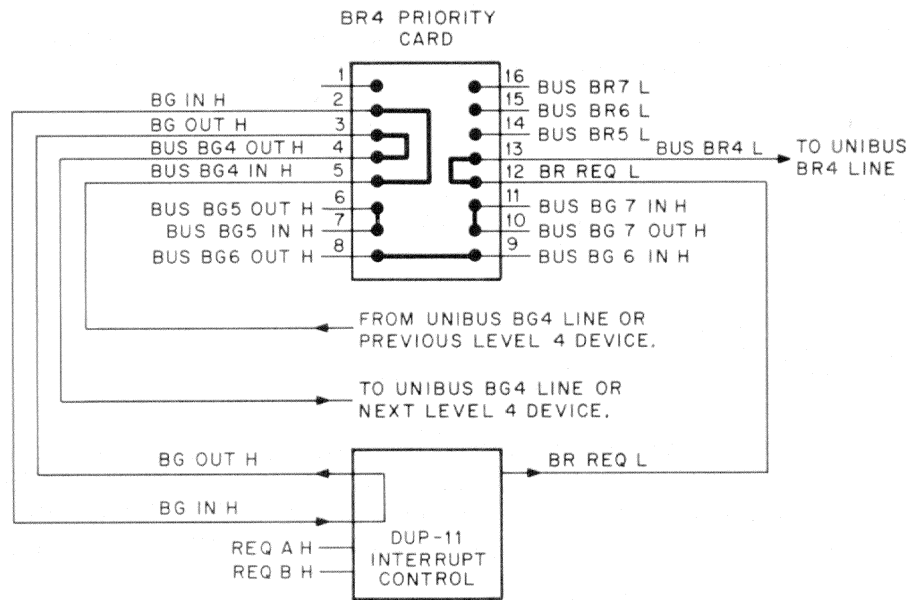 BR4 PRIORITY
CARD
1
BG IN H 2
BG OUT H 3
BUS BG4 OUT H 4
BUS BG4 IN H 5
BUS BG5 OUT H 6
BUS BG5 IN H 7
BUS BG6 OUT H 8
16 BUS BR7 L
15 BUS BR6 L
14 BUS BR5 L
13 BUS BR4 L
TO UNIBUS
BR4 LINE
12 BR REQ L
11 BUS BG 7 IN H
10 BUS BG 7 OUT H
9 BUS BG 6 IN H
FROM UNIBUS BG4 LINE OR
PREVIOUS LEVEL 4 DEVICE.
TO UNIBUS BG4 LINE OR
NEXT LEVEL 4 DEVICE.
BG OUT H
BR REQ L
BG IN H
REQ A H
REQ B H
DUP-11
INTERRUPT
CONTROL